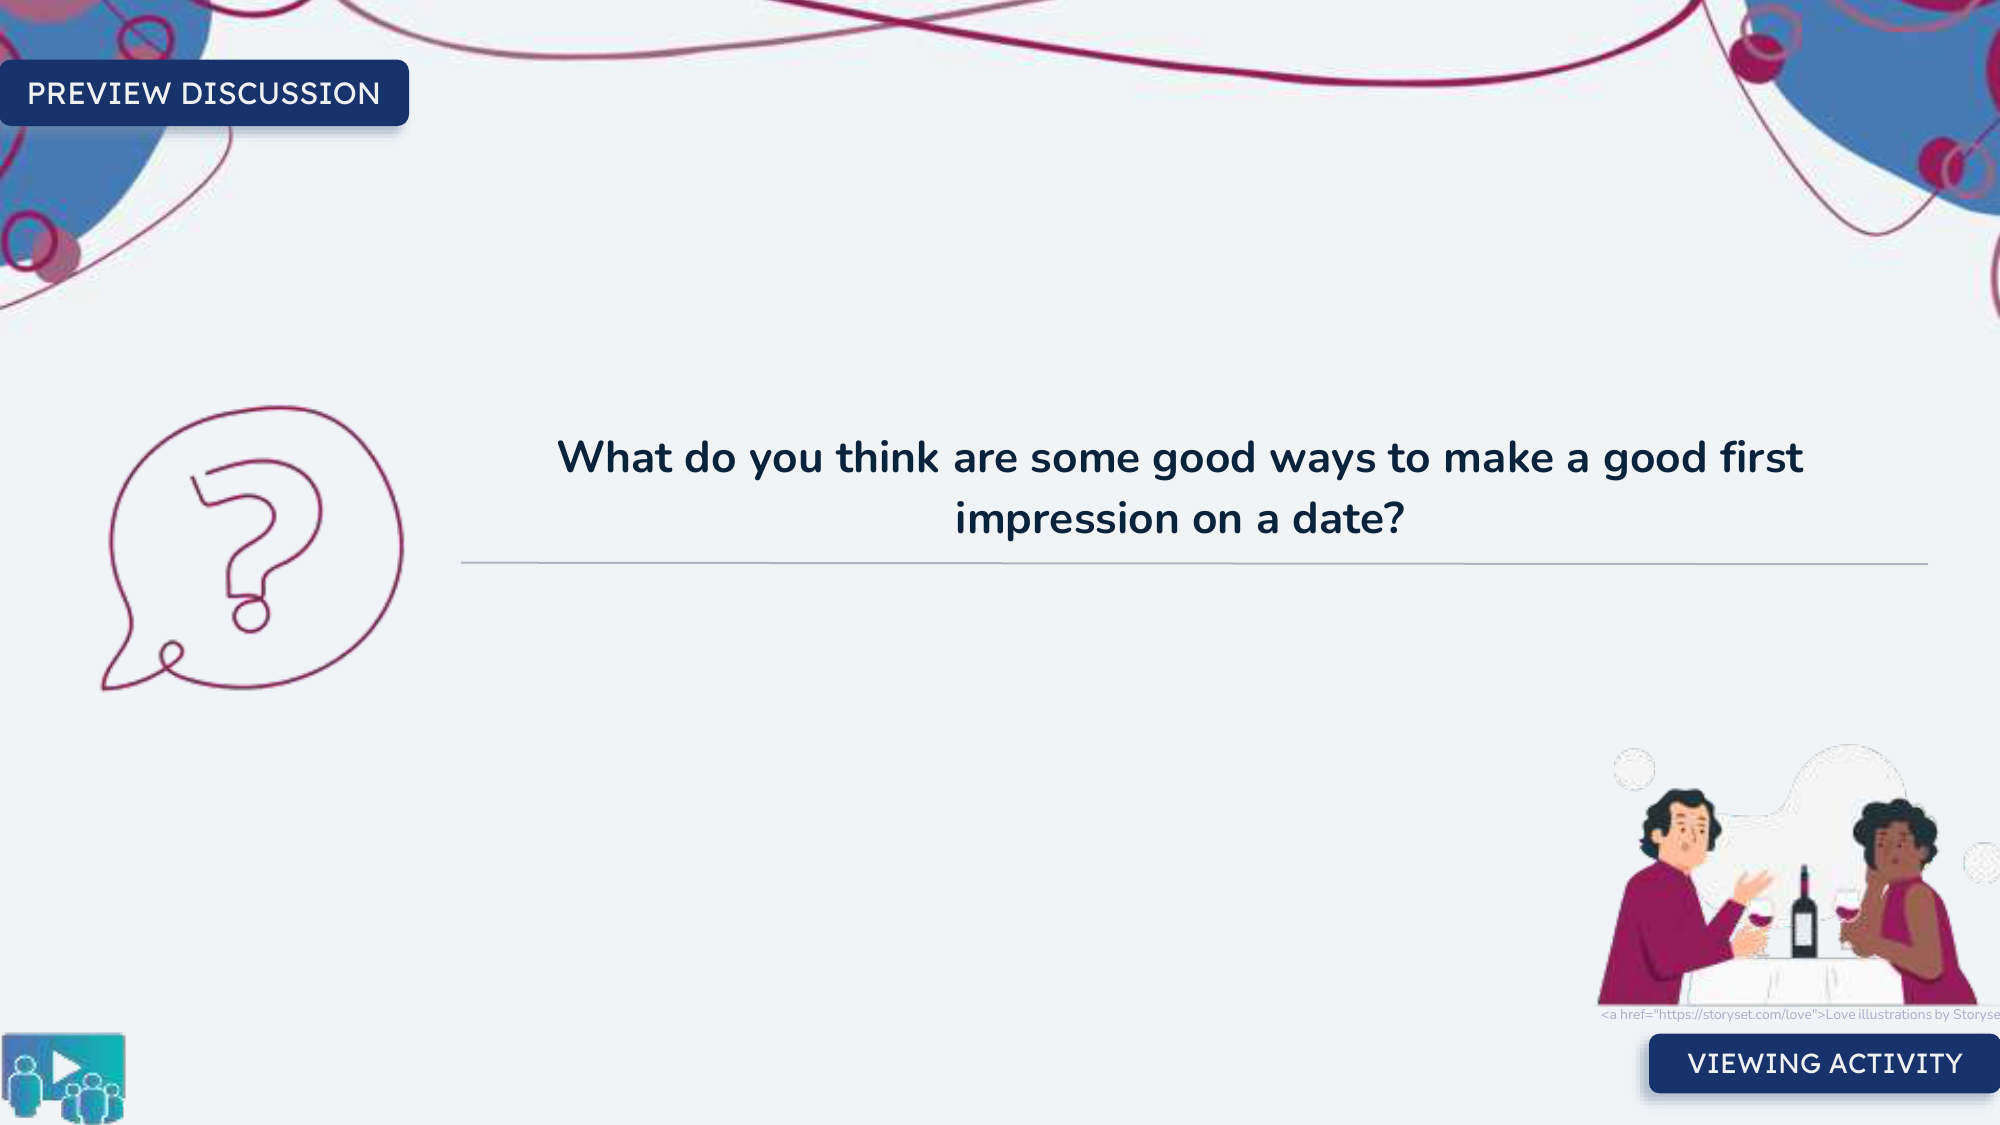 PREVIEW DISCUSSION
What do you think are some good ways to make a good first
impression on a date?
<a href="https://storyset.com/love">Love illustrations by Storyse
VIEWING ACTIVITY